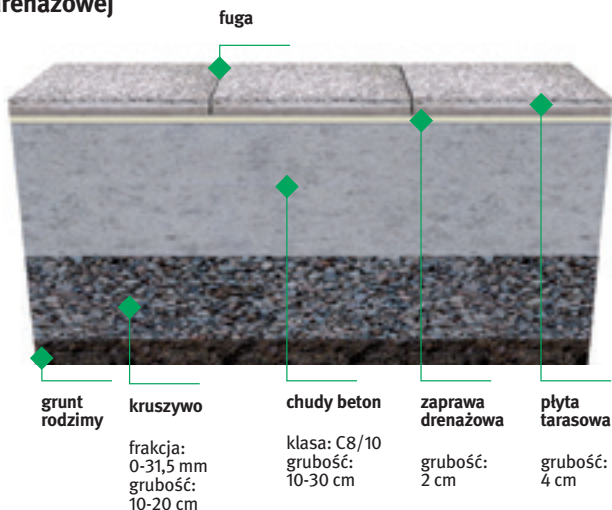 drenażowej
fuga
grunt
rodzimy
kruszywo
frakcja:
0-31,5 mm
grubość:
10-20 cm
chudy beton
klasa: C8/10
grubość:
10-30 cm
zaprawa
drenażowa
grubość:
2 cm
płyta
tarasowa
grubość:
4 cm